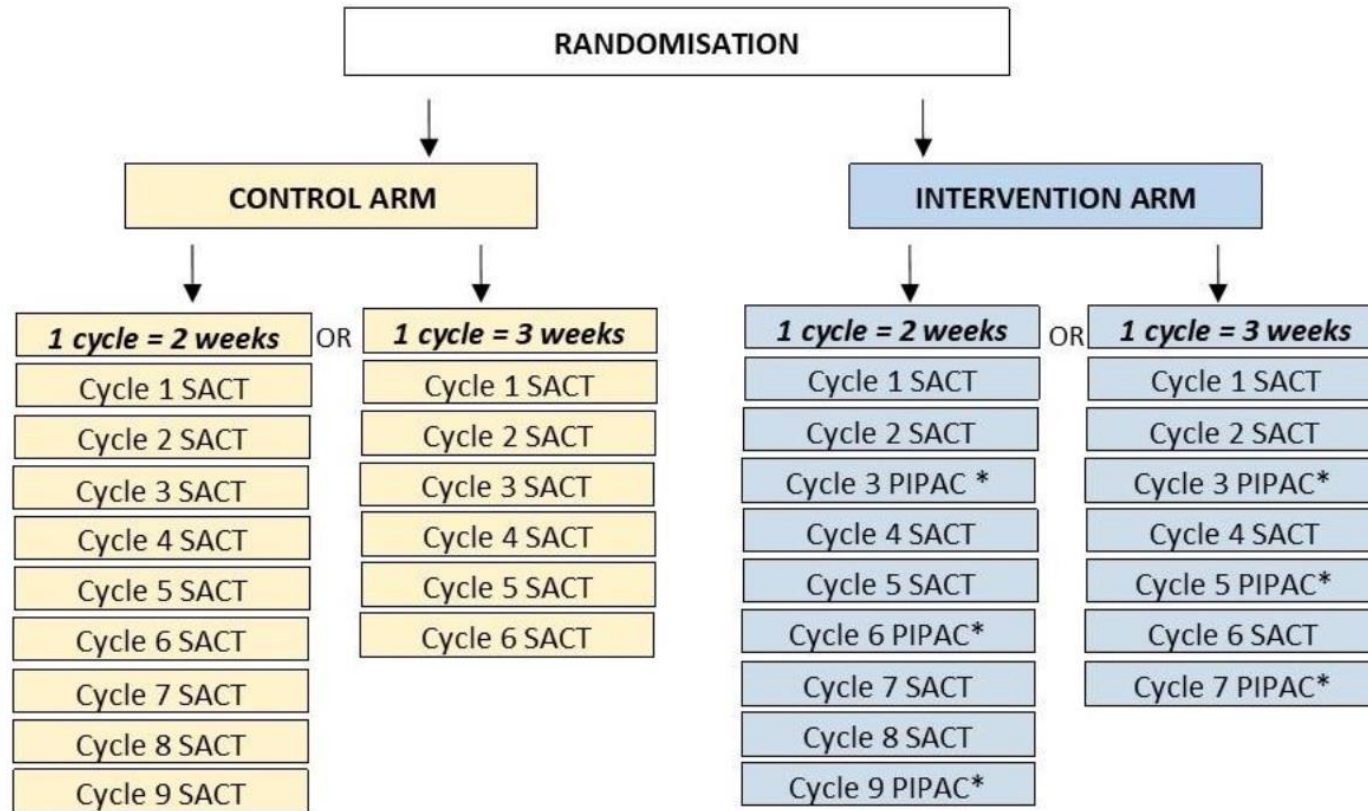 RANDOMISATION
CONTROL ARM
1 cycle = 2 weeks
Cycle 1 SACT
Cycle 2 SACT
Cycle 3 SACT
Cycle 4 SACT
Cycle 5 SACT
Cycle 6 SACT
Cycle 7 SACT
Cycle 8 SACT
Cycle 9 SACT
OR
1 cycle = 3 weeks
Cycle 1 SACT
Cycle 2 SACT
Cycle 3 SACT
Cycle 4 SACT
Cycle 5 SACT
Cycle 6 SACT
INTERVENTION ARM
1 cycle = 2 weeks
Cycle 1 SACT
Cycle 2 SACT
Cycle 3 PIPAC *
Cycle 4 SACT
Cycle 5 SACT
Cycle 6 PIPAC*
Cycle 7 SACT
Cycle 8 SACT
Cycle 9 PIPAC*
OR
1 cycle = 3 weeks
Cycle 1 SACT
Cycle 2 SACT
Cycle 3 PIPAC*
Cycle 4 SACT
Cycle 5 PIPAC*
Cycle 6 SACT
Cycle 7 PIPAC*